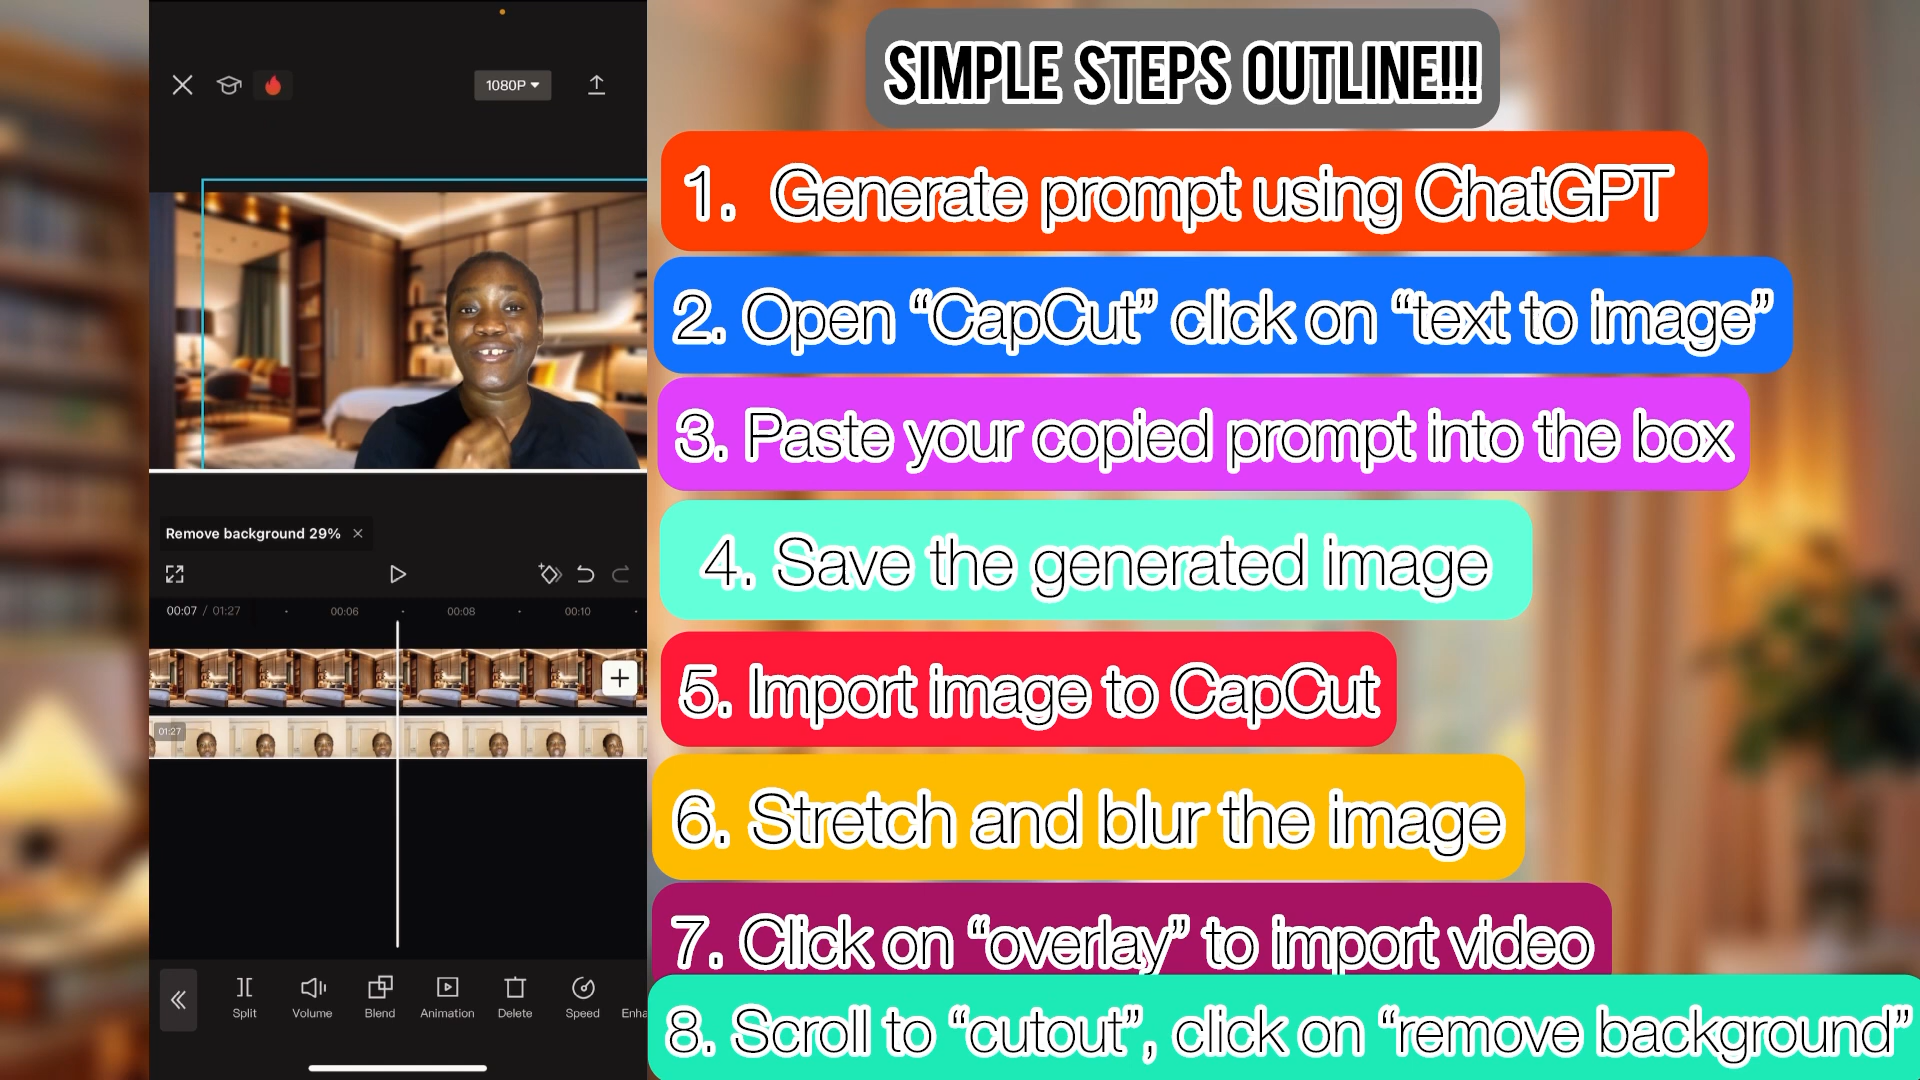 1080P
Remove background 29%
00:07 / 01:27
00:06
00:08
00:10
01:27
Split
Volume
Blend
Animation
Delete
Speed
Enha
SIMPLE STEPS OUTLINE!!!
1. Generate prompt using ChatGPT
2. Open “CapCut” click on “text to image”
3. Paste your copied prompt into the box
4. Save the generated image
5. Import image to CapCut
6. Stretch and blur the image
7. Click on “overlay” to import video
8. Scroll to “cutout”, click on “remove background”